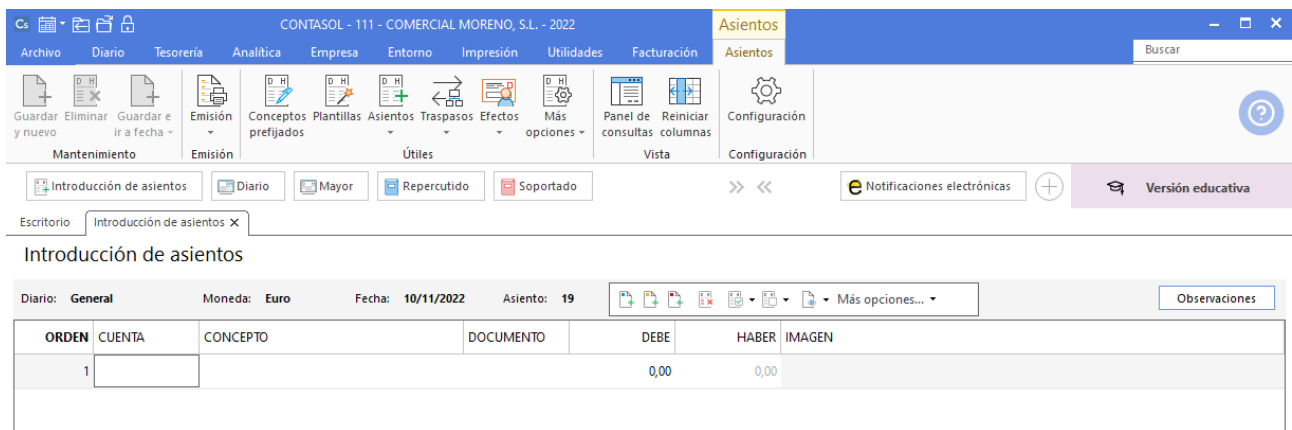 Cs CONTASOL - 111 - COMERCIAL MORENO, S.L. - 2022 Asientos
Archivo Diario Tesorería Analítica Empresa Entorno Impresión Utilidades Facturación Asientos Buscar
D H D H D H D H D H
Guardar Eliminar Guardar e Emisión Conceptos Plantillas Asientos Traspasos Efectos Más Panel de Reiniciar Configuración
y nuevo ir a fecha prefijados opciones consultas columnas
Mantenimiento Emisión Útiles Vista Configuración
Introducción de asientos Diario Mayor Repercutido Soportado e Notificaciones electrónicas Versión educativa
Escritorio Introducción de asientos X
Introducción de asientos
Diario: General Moneda: Euro Fecha: 10/11/2022 Asiento: 19 Más opciones... Observaciones
ORDEN CUENTA CONCEPTO DOCUMENTO DEBE HABER IMAGEN
1 0,00 0,00